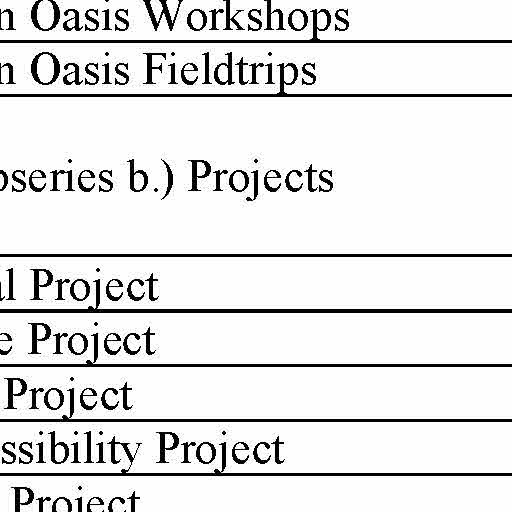 n Oasis Workshops
n Oasis Fieldtrips
bseries b.) Projects
al Project
e Project
Project
ssibility Project
Project